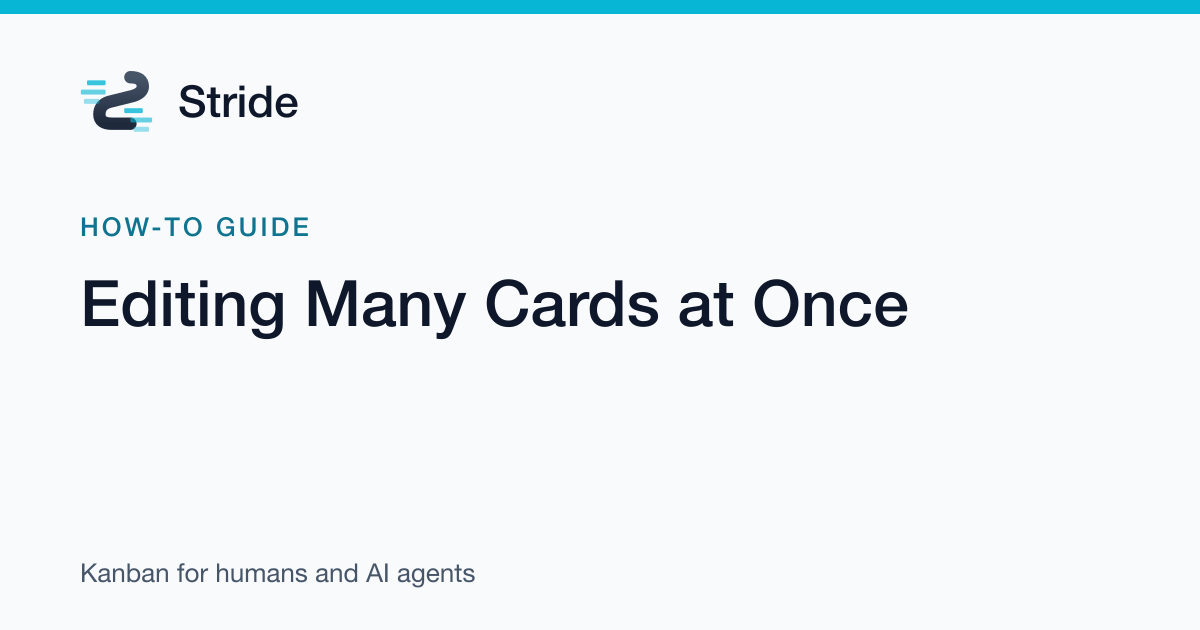 Stride
HOW-TO GUIDE
Editing Many Cards at Once
Kanban for humans and AI agents